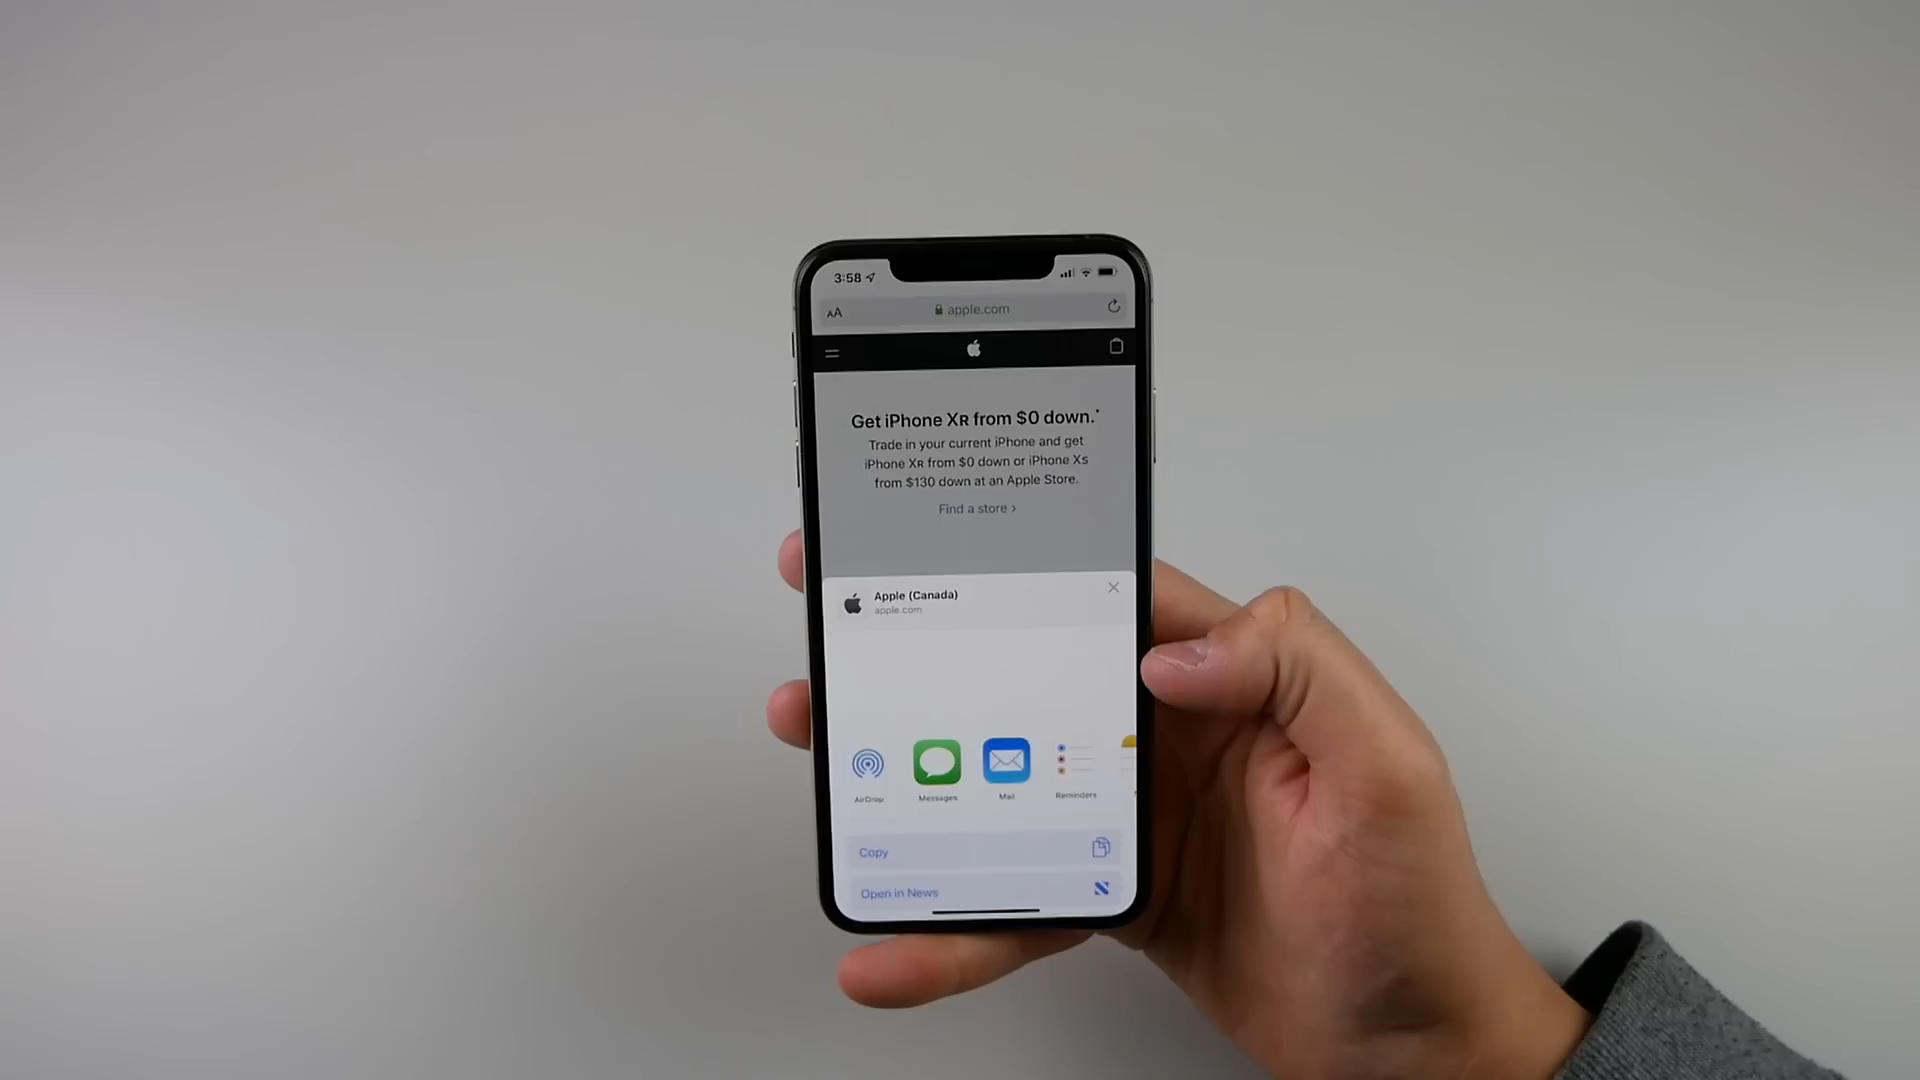 3:58
AA apple.com
Get iPhone XR from $0 down.*
Trade in your current iPhone and get
iPhone XR from $0 down or iPhone Xs
from $130 down at an Apple Store.
Find a store >
Apple (Canada)
apple.com
AirDrop Messages Mail Reminders
Copy
Open in News